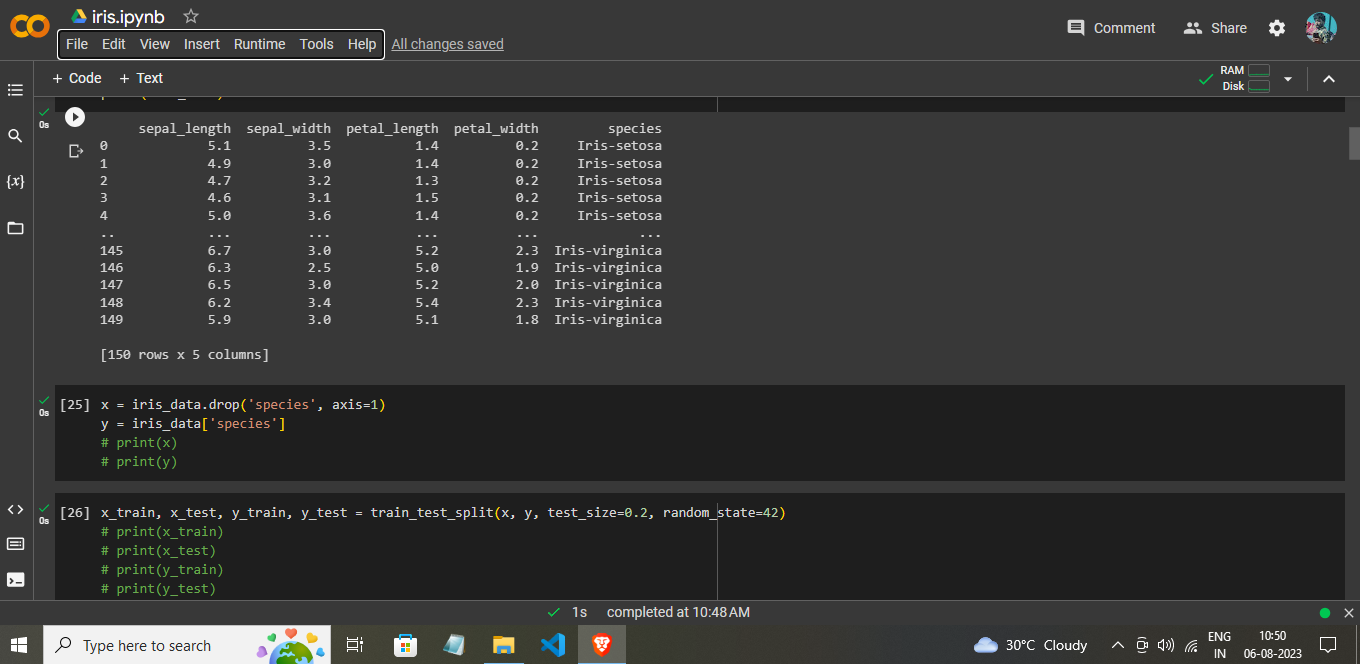 iris.ipynb
File Edit View Insert Runtime Tools Help All changes saved
Comment Share
+ Code + Text
RAM
Disk
0s
sepal_length sepal_width petal_length petal_width species
0 5.1 3.5 1.4 0.2 Iris-setosa
1 4.9 3.0 1.4 0.2 Iris-setosa
2 4.7 3.2 1.3 0.2 Iris-setosa
3 4.6 3.1 1.5 0.2 Iris-setosa
4 5.0 3.6 1.4 0.2 Iris-setosa
.. ... ... ... ... ...
145 6.7 3.0 5.2 2.3 Iris-virginica
146 6.3 2.5 5.0 1.9 Iris-virginica
147 6.5 3.0 5.2 2.0 Iris-virginica
148 6.2 3.4 5.4 2.3 Iris-virginica
149 5.9 3.0 5.1 1.8 Iris-virginica
[150 rows x 5 columns]
0s
[25] x = iris_data.drop('species', axis=1)
y = iris_data['species']
# print(x)
# print(y)
0s
[26] x_train, x_test, y_train, y_test = train_test_split(x, y, test_size=0.2, random_state=42)
# print(x_train)
# print(x_test)
# print(y_train)
# print(y_test)
1s completed at 10:48 AM
Type here to search
30°C Cloudy
ENG
IN
10:50
06-08-2023